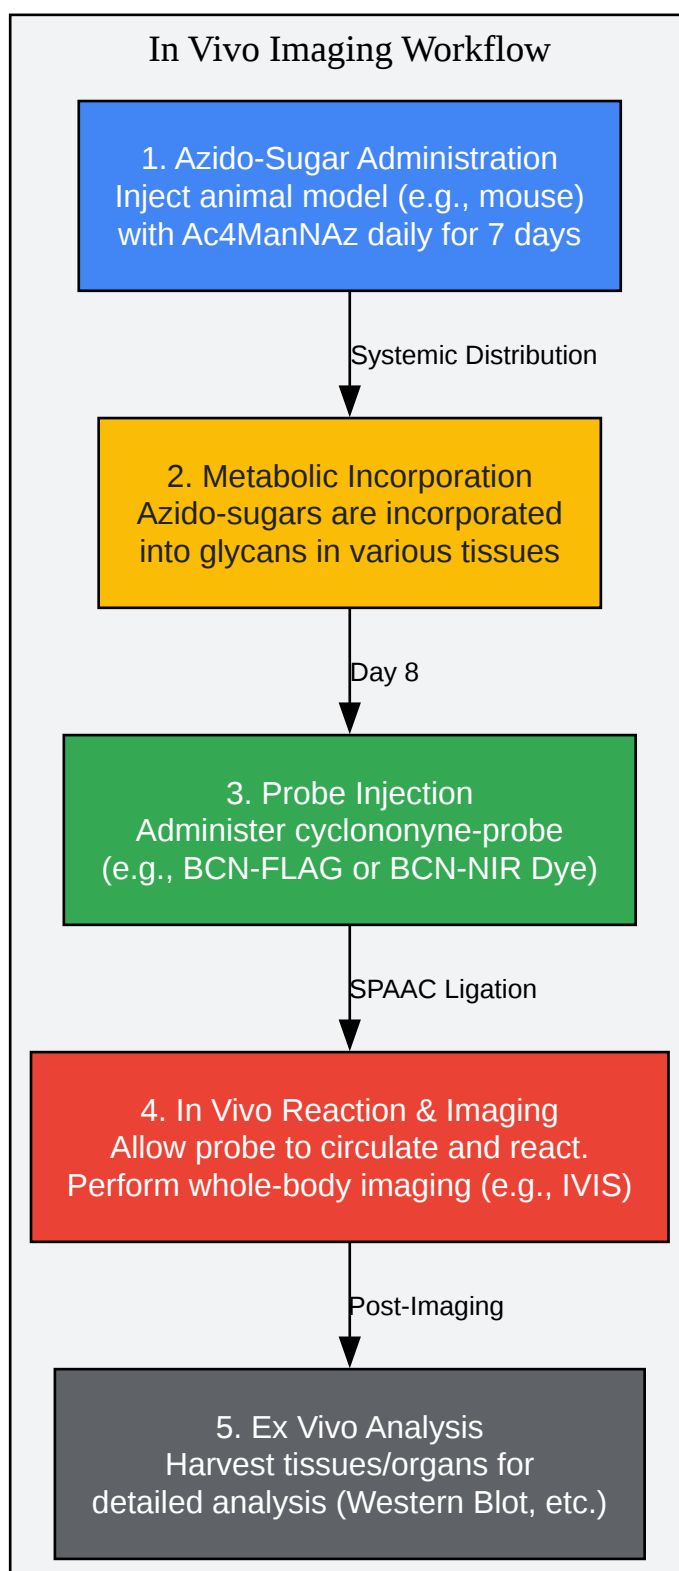 In Vivo Imaging Workflow
1. Azido-Sugar Administration
Inject animal model (e.g., mouse)
with Ac4ManNAz daily for 7 days
Systemic Distribution
2. Metabolic Incorporation
Azido-sugars are incorporated
into glycans in various tissues
Day 8
3. Probe Injection
Administer cyclononyne-probe
(e.g., BCN-FLAG or BCN-NIR Dye)
SPAAC Ligation
4. In Vivo Reaction & Imaging
Allow probe to circulate and react.
Perform whole-body imaging (e.g., IVIS)
Post-Imaging
5. Ex Vivo Analysis
Harvest tissues/organs for
detailed analysis (Western Blot, etc.)